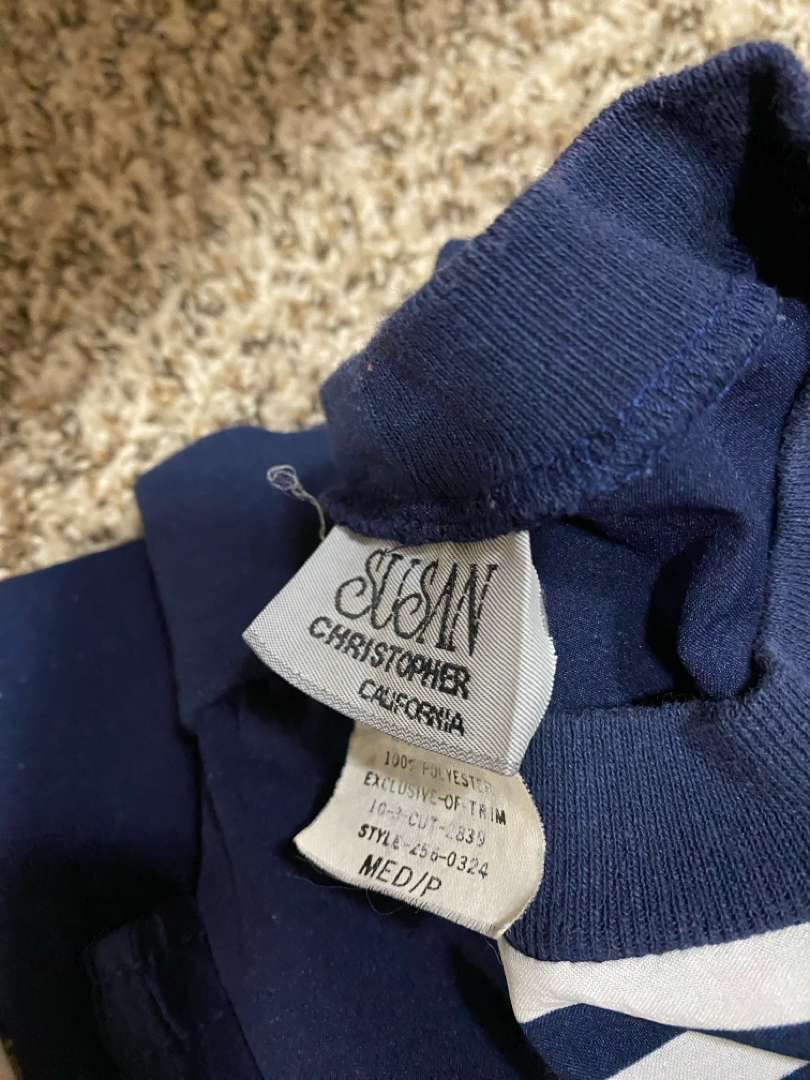 SUSAN
CHRISTOPHER
CALIFORNIA
100% POLYESTER
EXCLUSIVE-OF-TRIM
STYLE-256-0324
MED/P